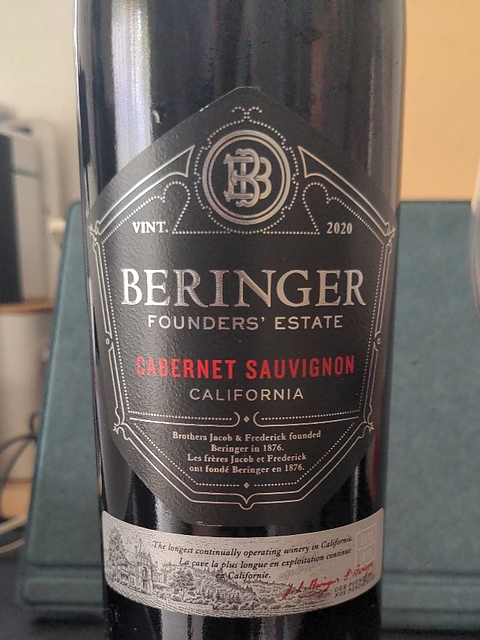 BB
VINT. 2020
BERINGER
FOUNDERS' ESTATE
CABERNET SAUVIGNON
CALIFORNIA
Brothers Jacob & Frederick founded
Beringer in 1876.
Les frères Jacob et Frederick
ont fondé Beringer en 1876.
The longest continually operating winery in California.
La cave la plus longue en exploitation continue
en Californie.